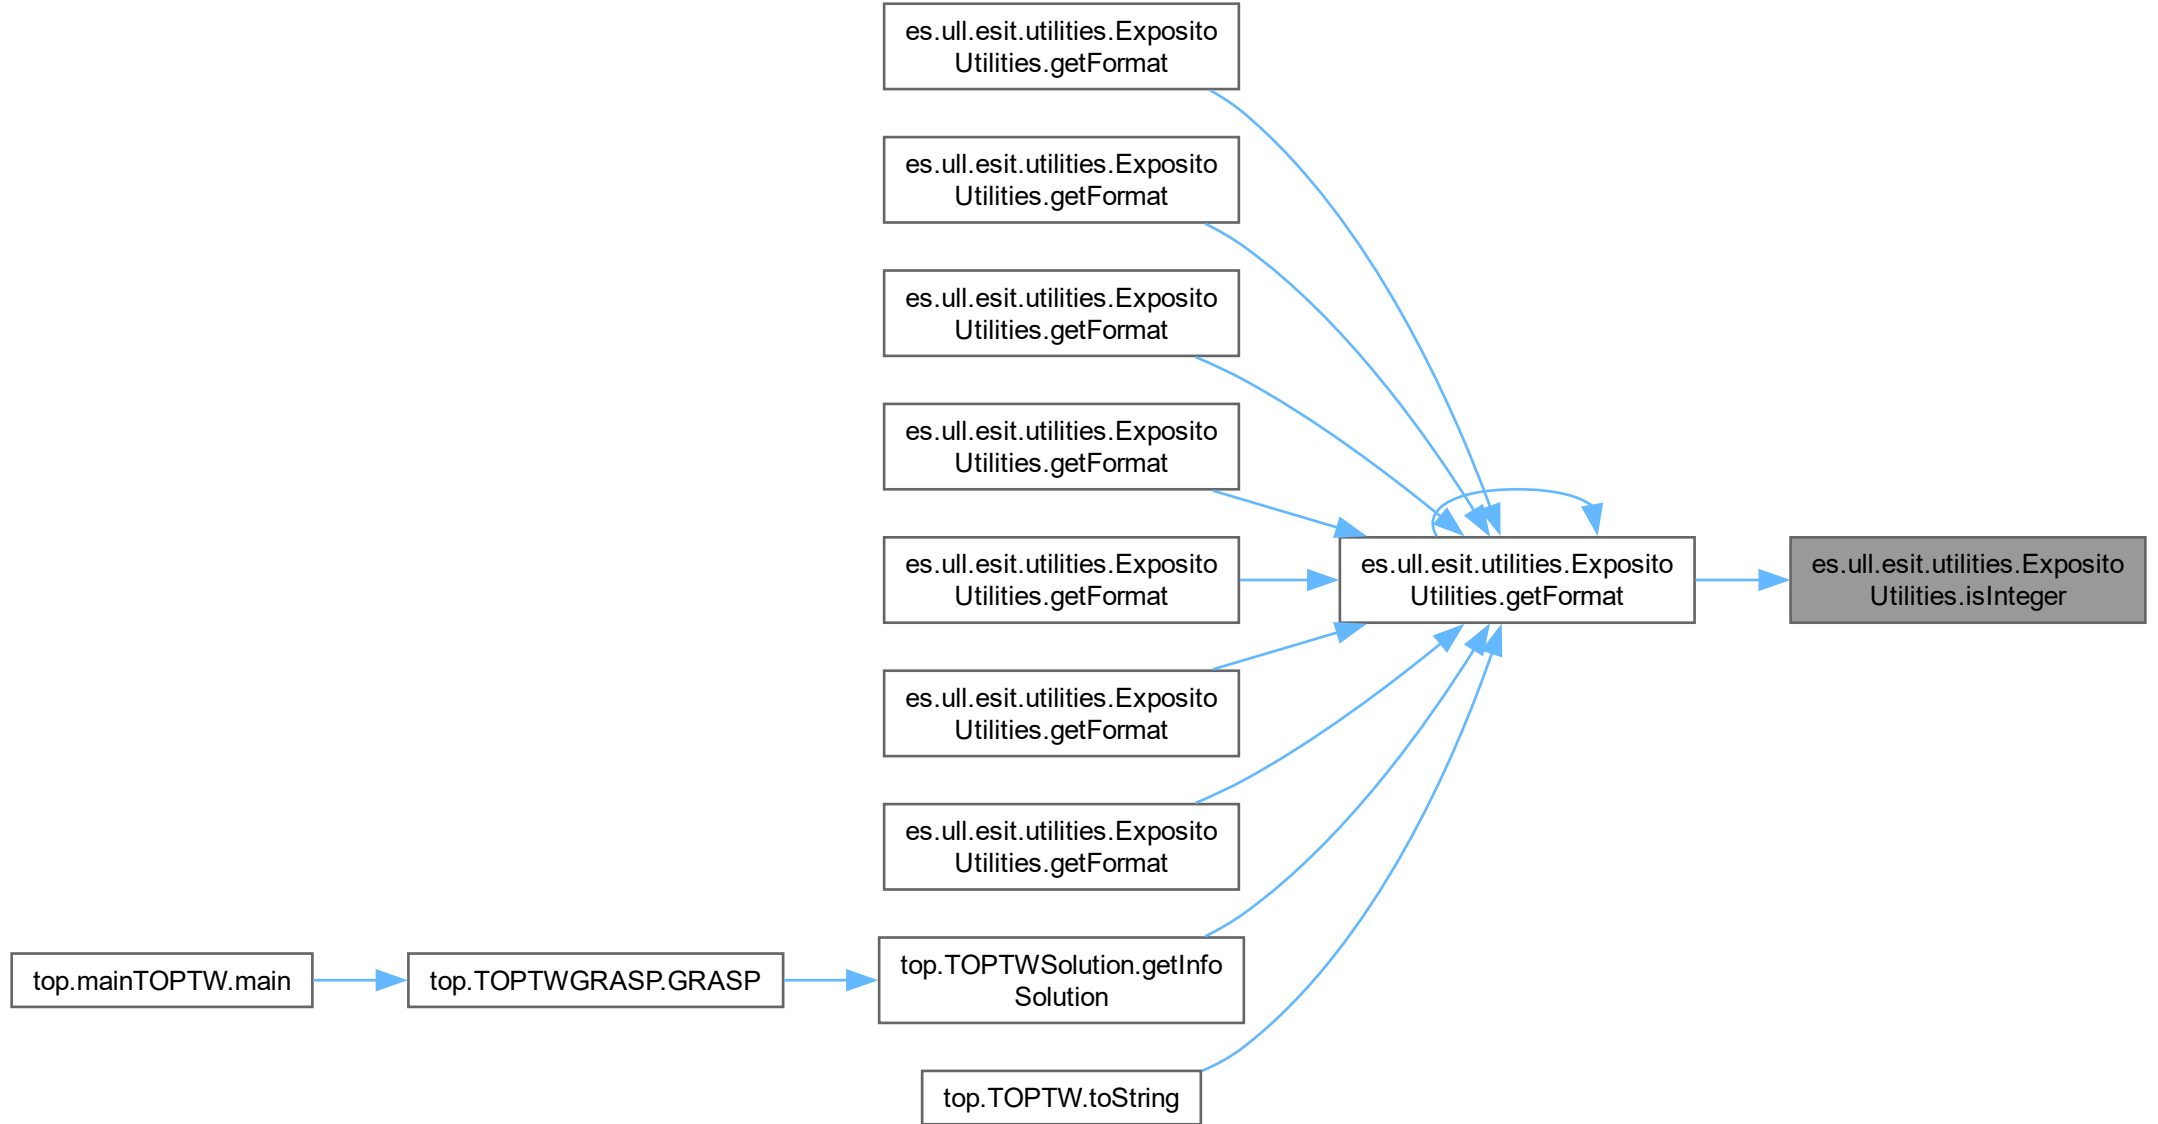 es.ull.esit.utilities.Exposito
Utilities.getFormat
es.ull.esit.utilities.Exposito
Utilities.getFormat
es.ull.esit.utilities.Exposito
Utilities.getFormat
es.ull.esit.utilities.Exposito
Utilities.getFormat
es.ull.esit.utilities.Exposito
Utilities.getFormat
es.ull.esit.utilities.Exposito
Utilities.getFormat
es.ull.esit.utilities.Exposito
Utilities.isInteger
es.ull.esit.utilities.Exposito
Utilities.getFormat
es.ull.esit.utilities.Exposito
Utilities.getFormat
top.mainTOPTW.main
top.TOPTWGRASP.GRASP
top.TOPTWSolution.getInfo
Solution
top.TOPTW.toString